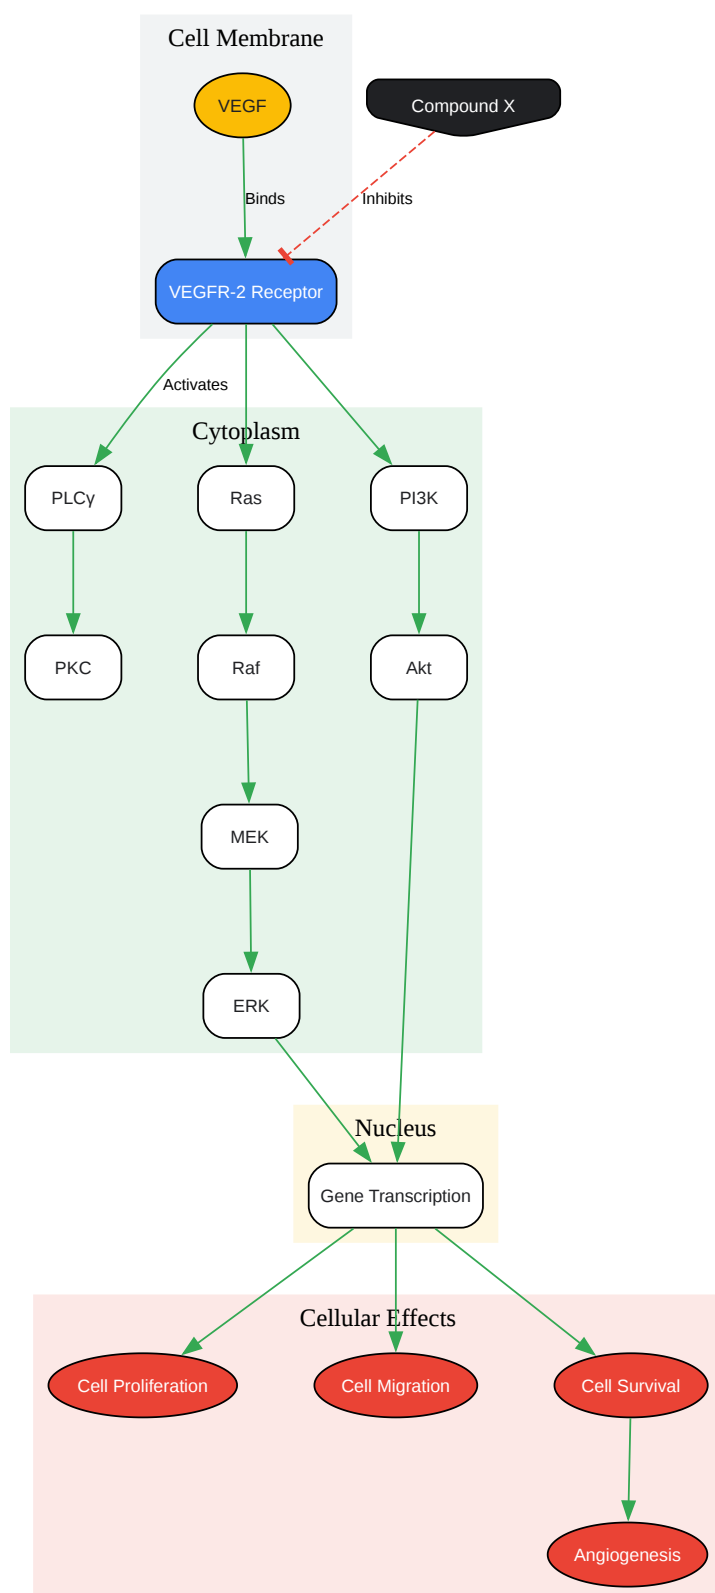 Cell Membrane
VEGF
Compound X
Binds
Inhibits
VEGFR-2 Receptor
Activates
Cytoplasm
PLCγ
Ras
PI3K
PKC
Raf
Akt
MEK
ERK
Nucleus
Gene Transcription
Cellular Effects
Cell Proliferation
Cell Migration
Cell Survival
Angiogenesis